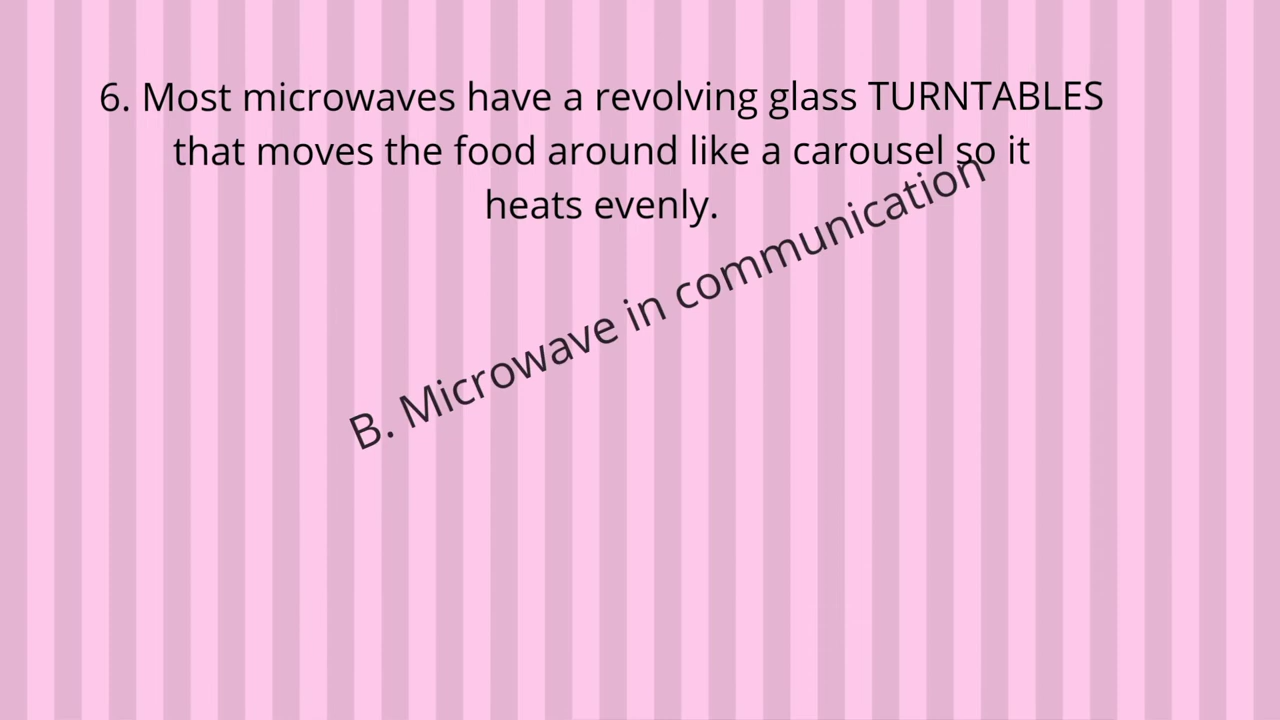 6. Most microwaves have a revolving glass TURNTABLES
that moves the food around like a carousel so it
heats evenly.
B. Microwave in communication